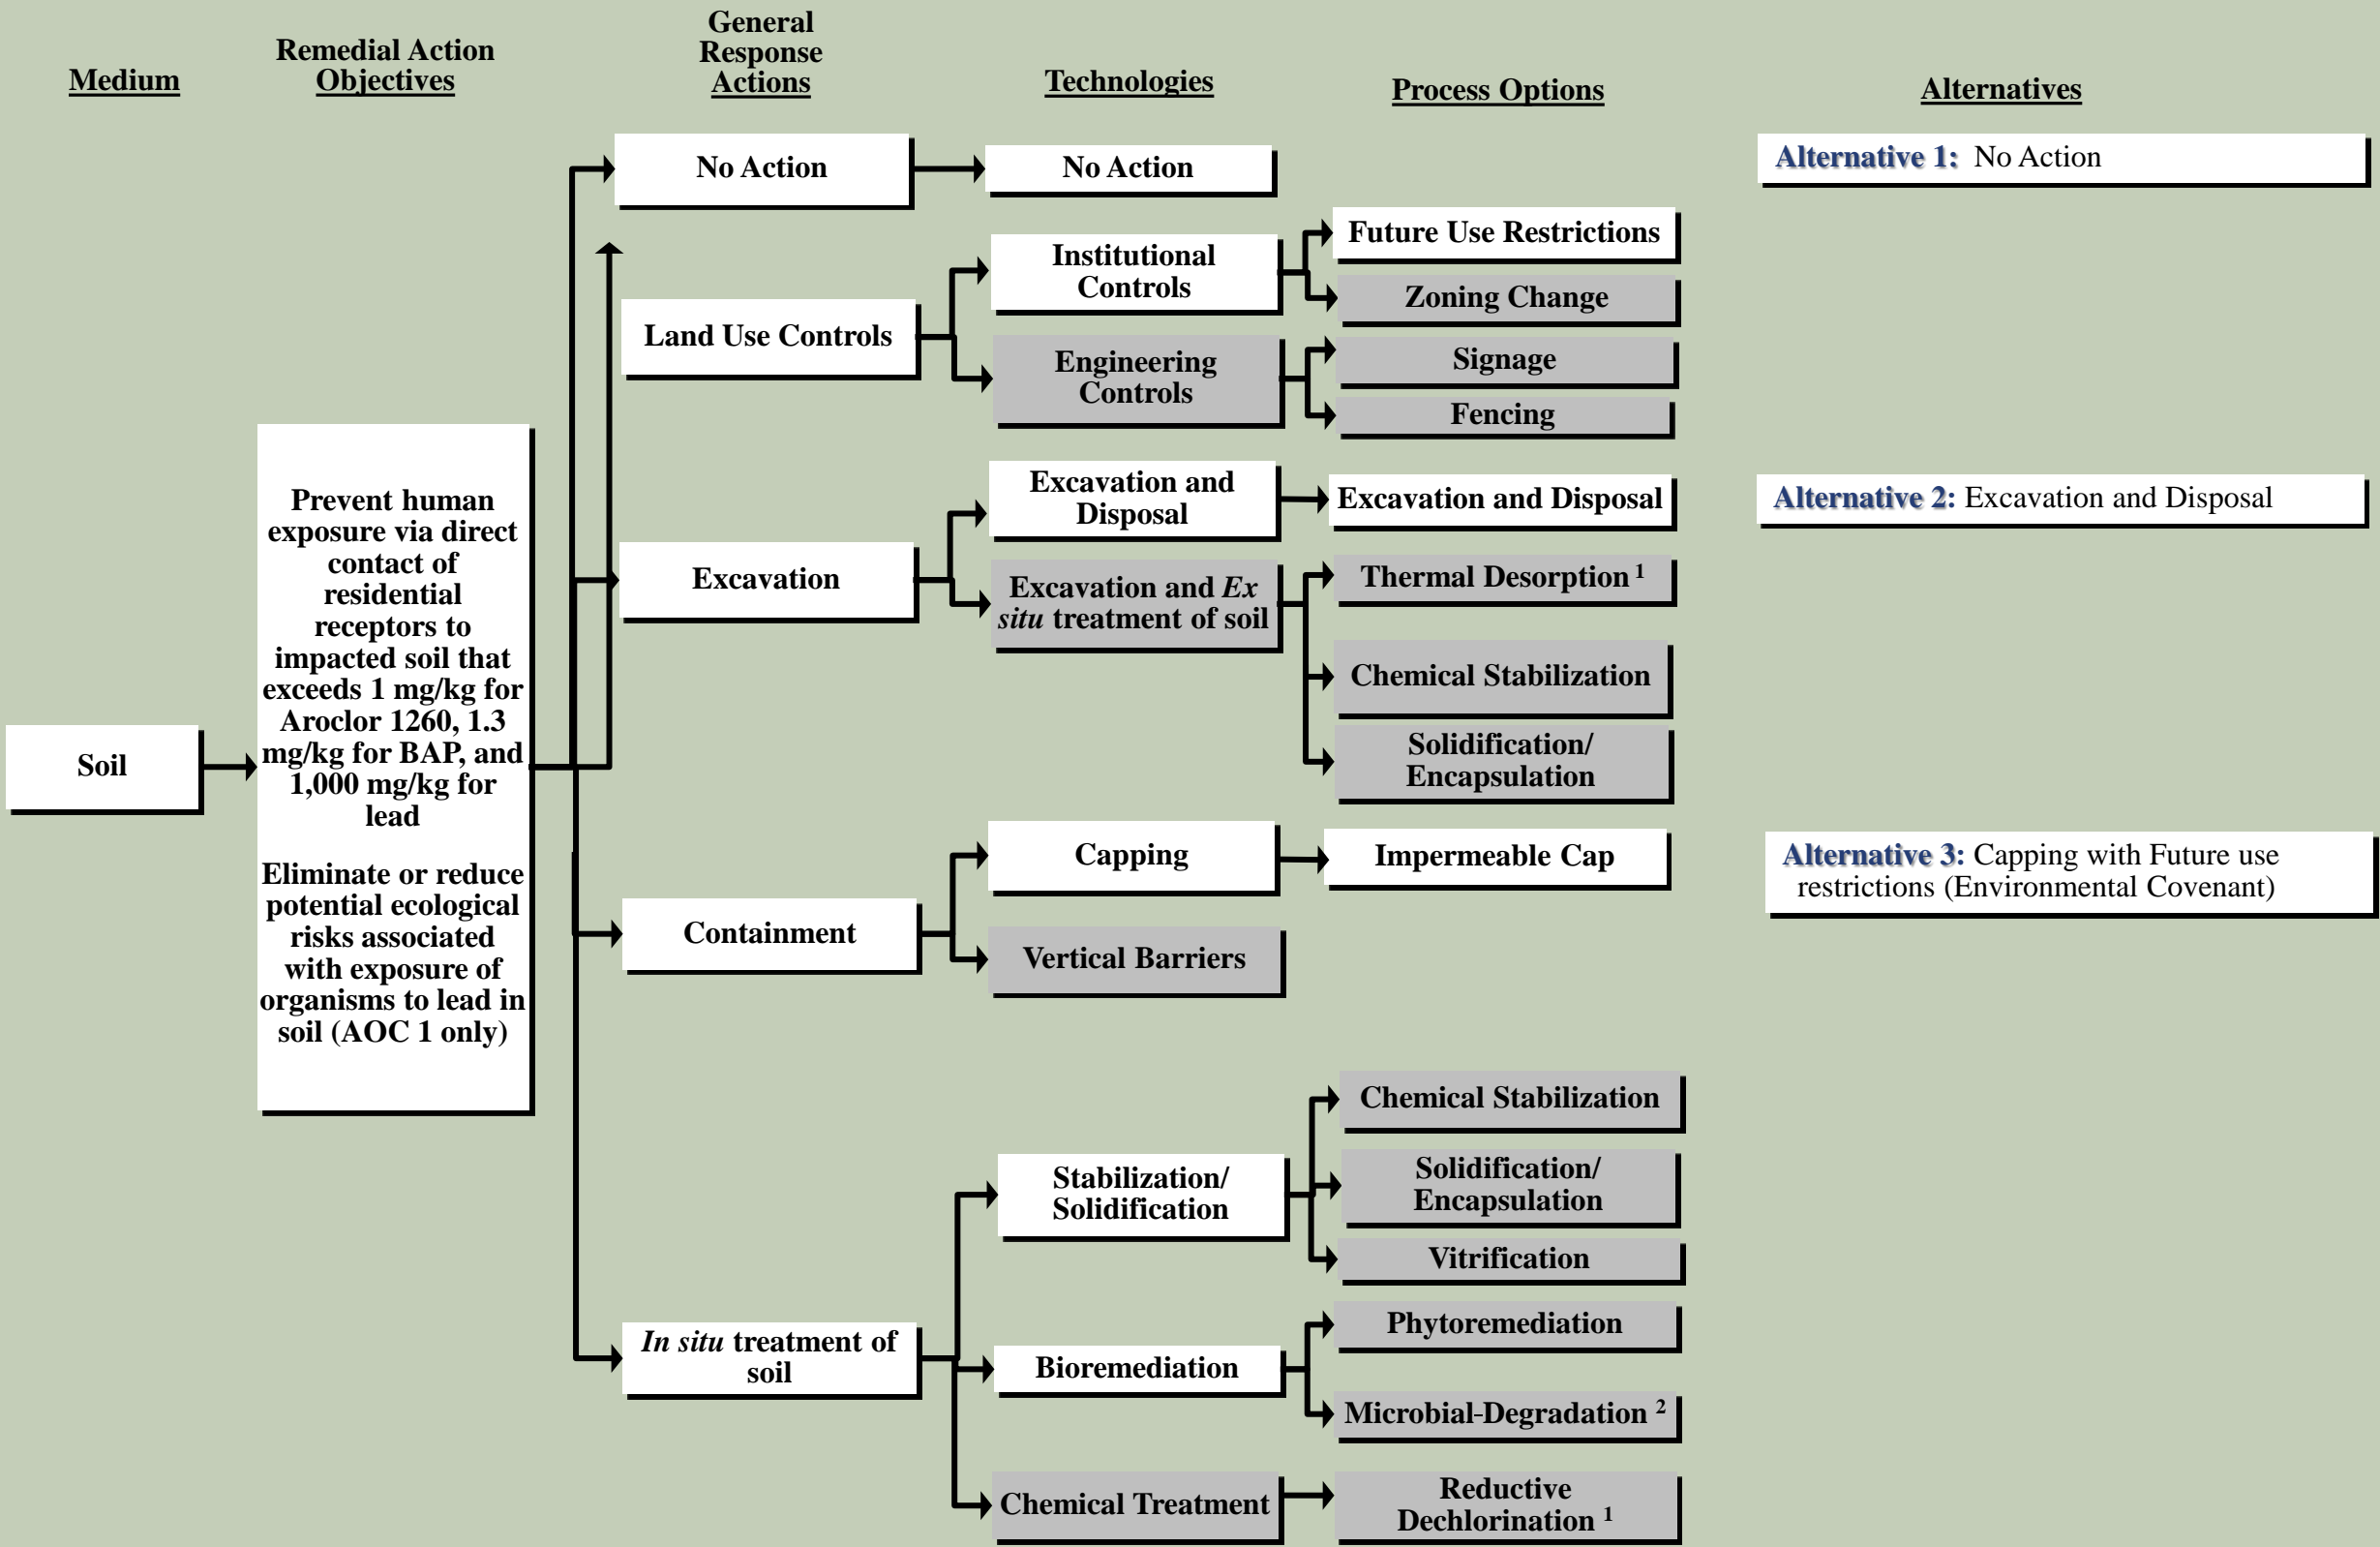 Medium
Remedial Action
Objectives
General
Response
Actions
Technologies
Process Options
Alternatives
Soil
Prevent human
exposure via direct
contact of
residential
receptors to
impacted soil that
exceeds 1 mg/kg for
Aroclor 1260, 1.3
mg/kg for BAP, and
1,000 mg/kg for
lead
Eliminate or reduce
potential ecological
risks associated
with exposure of
organisms to lead in
soil (AOC 1 only)
No Action
No Action
Alternative 1: No Action
Land Use Controls
Institutional
Controls
Future Use Restrictions
Zoning Change
Engineering
Controls
Signage
Fencing
Excavation
Excavation and
Disposal
Excavation and Disposal
Alternative 2: Excavation and Disposal
Excavation and Ex
situ treatment of soil
Thermal Desorption 1
Chemical Stabilization
Solidification/
Encapsulation
Containment
Capping
Impermeable Cap
Alternative 3: Capping with Future use
restrictions (Environmental Covenant)
Vertical Barriers
In situ treatment of
soil
Stabilization/
Solidification
Chemical Stabilization
Solidification/
Encapsulation
Vitrification
Bioremediation
Phytoremediation
Microbial-Degradation 2
Chemical Treatment
Reductive
Dechlorination 1